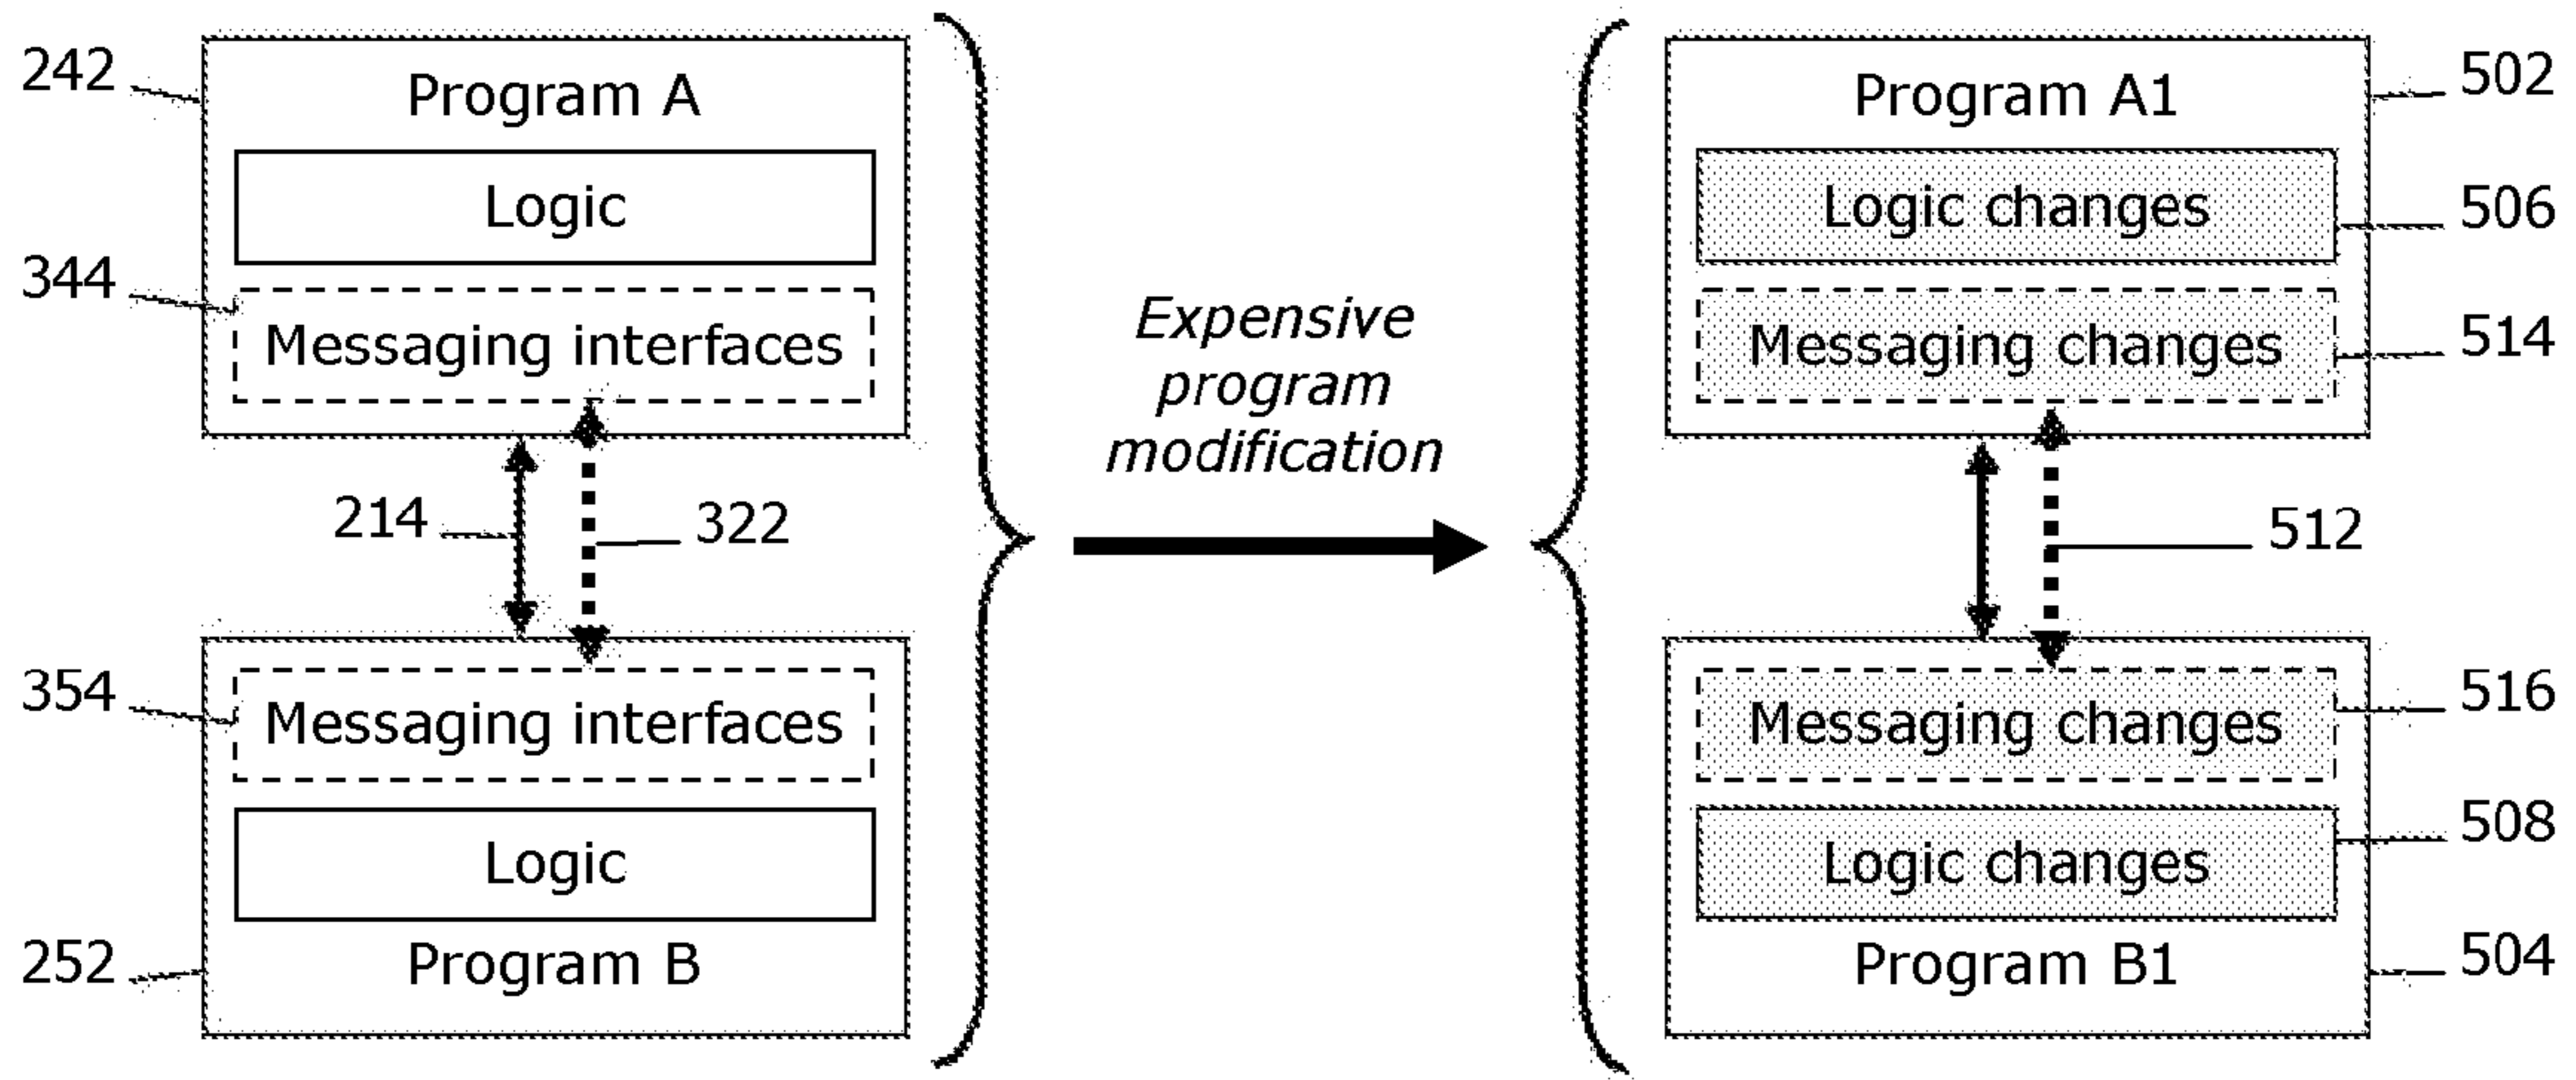 242
Program A
Logic
344
Messaging interfaces
214
322
354
Messaging interfaces
Logic
252
Program B
Expensive
program
modification
Program A1
502
Logic changes
506
Messaging changes
514
512
Messaging changes
516
Logic changes
508
Program B1
504